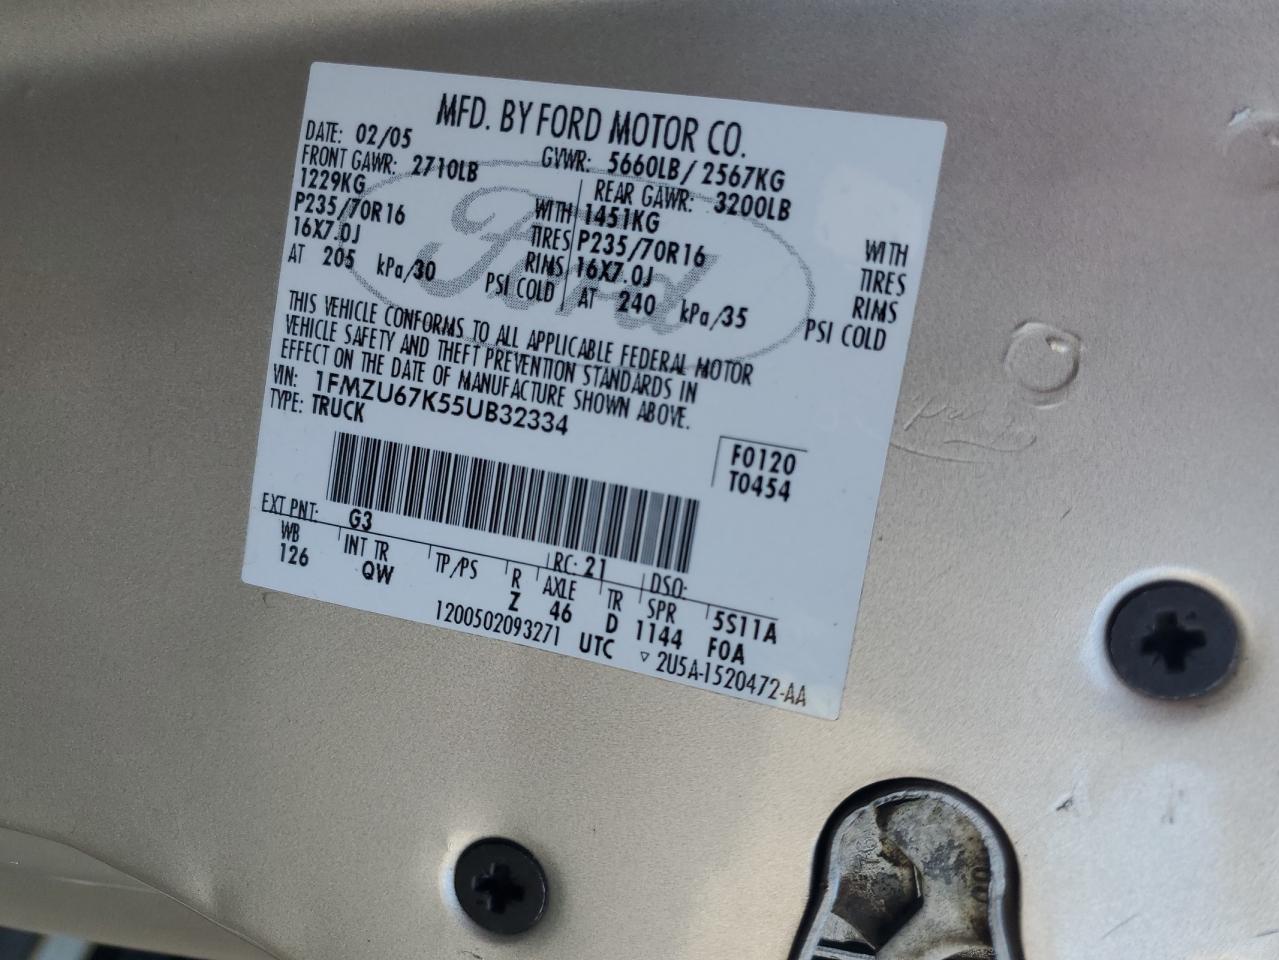 MFD. BY FORD MOTOR CO.
DATE: 02/05 GVWR: 5660LB/ 2567KG
FRONT GAWR: 2710LB REAR GAWR: 3200LB
1229KG WITH 1451KG WITH
P235/70R16 TIRES P235/70R16 TIRES
16X7.0J RIMS 16X7.0J RIMS
AT 205 kPa/30 PSI COLD AT 240 kPa/35 PSI COLD
Ford
THIS VEHICLE CONFORMS TO ALL APPLICABLE FEDERAL MOTOR
VEHICLE SAFETY AND THEFT PREVENTION STANDARDS IN
EFFECT ON THE DATE OF MANUFACTURE SHOWN ABOVE.
VIN: 1FMZU67K55UB32334
TYPE: TRUCK
F0120
T0454
EXT PNT: G3 RC: 21 DSO:
WB INT TR TP/PS R AXLE TR SPR 5S11A
126 QW Z 46 D 1144 F0A
1200502093271 UTC ▽ 2U5A-1520472-AA